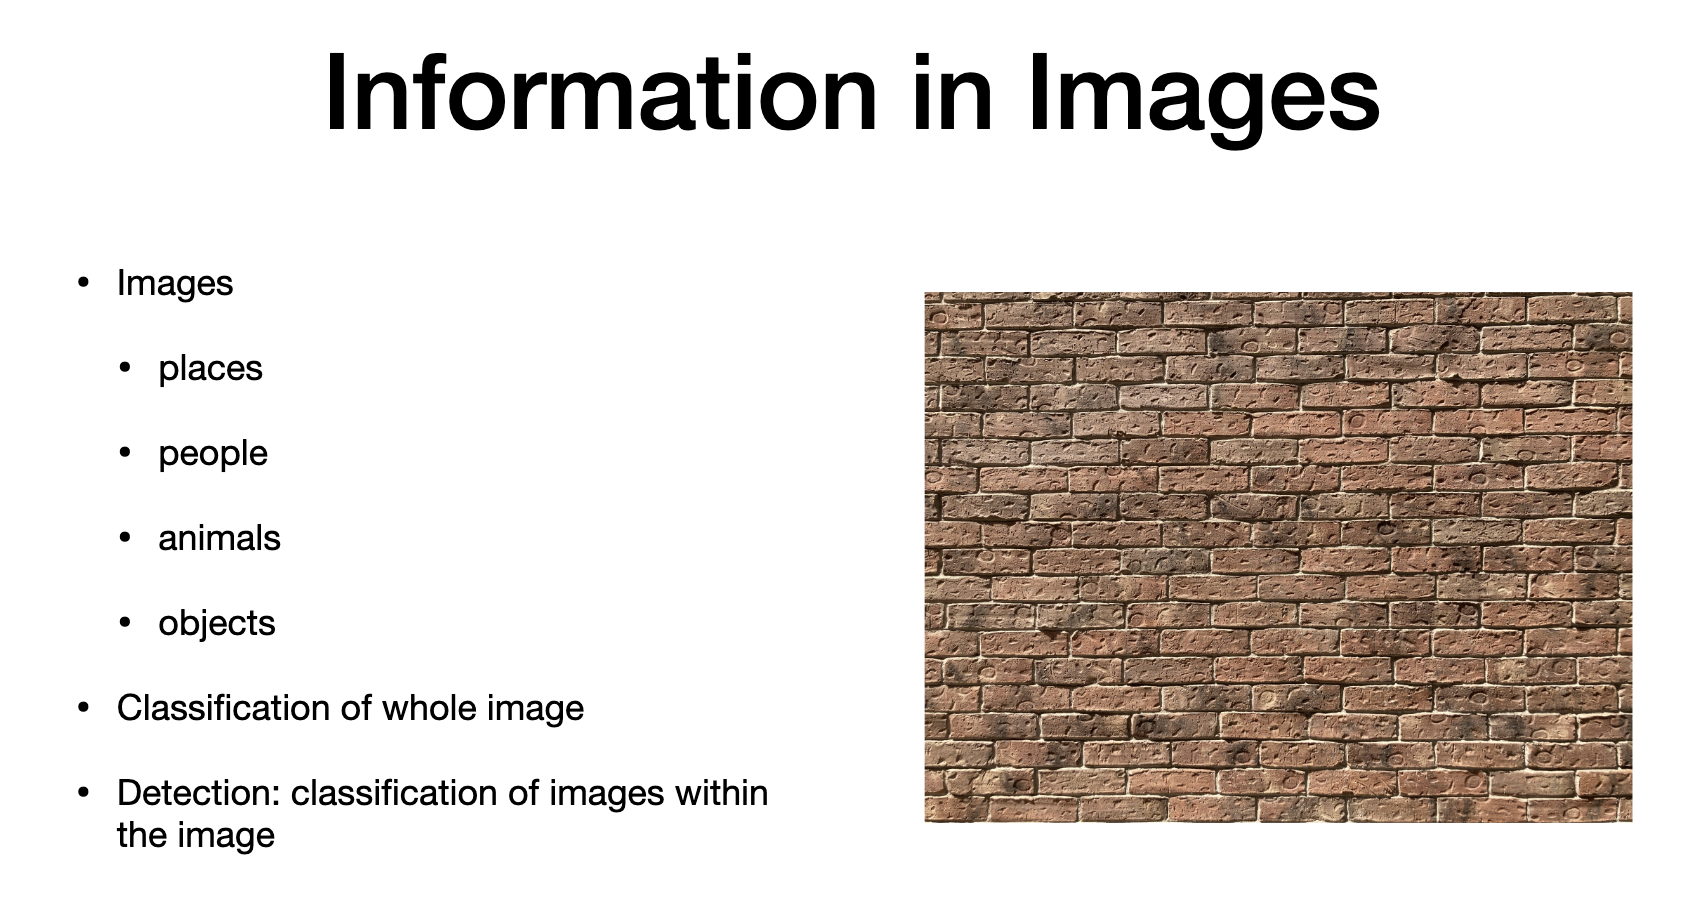 Information in Images
• Images
• places
• people
• animals
• objects
• Classification of whole image
• Detection: classification of images within
the image